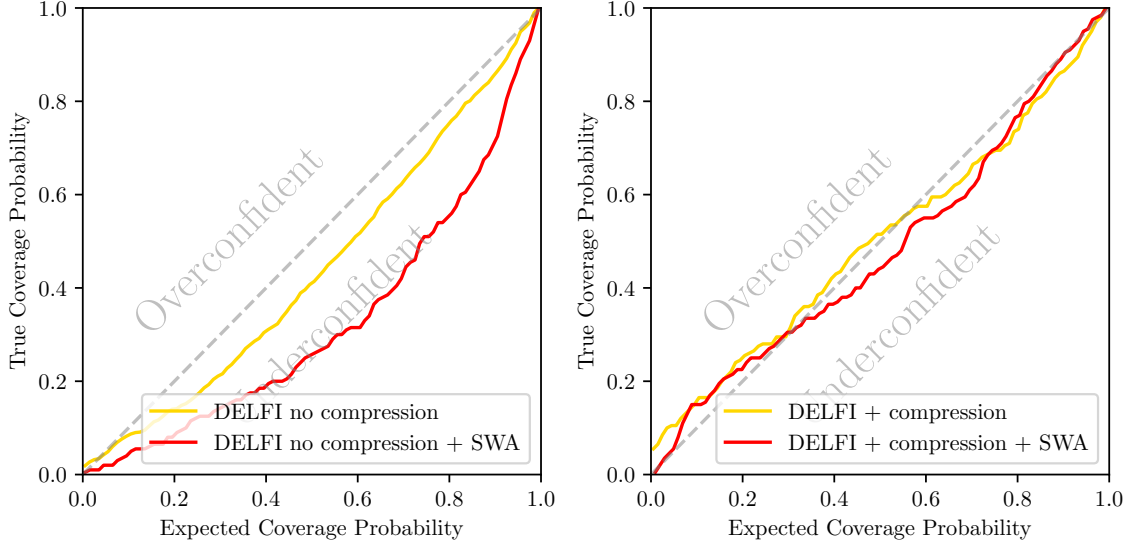 1.0
0.8
0.6
0.4
0.2
0.0
True Coverage Probability
Overconfident
Underconfident
DELFI no compression
DELFI no compression + SWA
0.0 0.2 0.4 0.6 0.8 1.0
Expected Coverage Probability
1.0
0.8
0.6
0.4
0.2
0.0
True Coverage Probability
Overconfident
Underconfident
DELFI + compression
DELFI + compression + SWA
0.0 0.2 0.4 0.6 0.8 1.0
Expected Coverage Probability